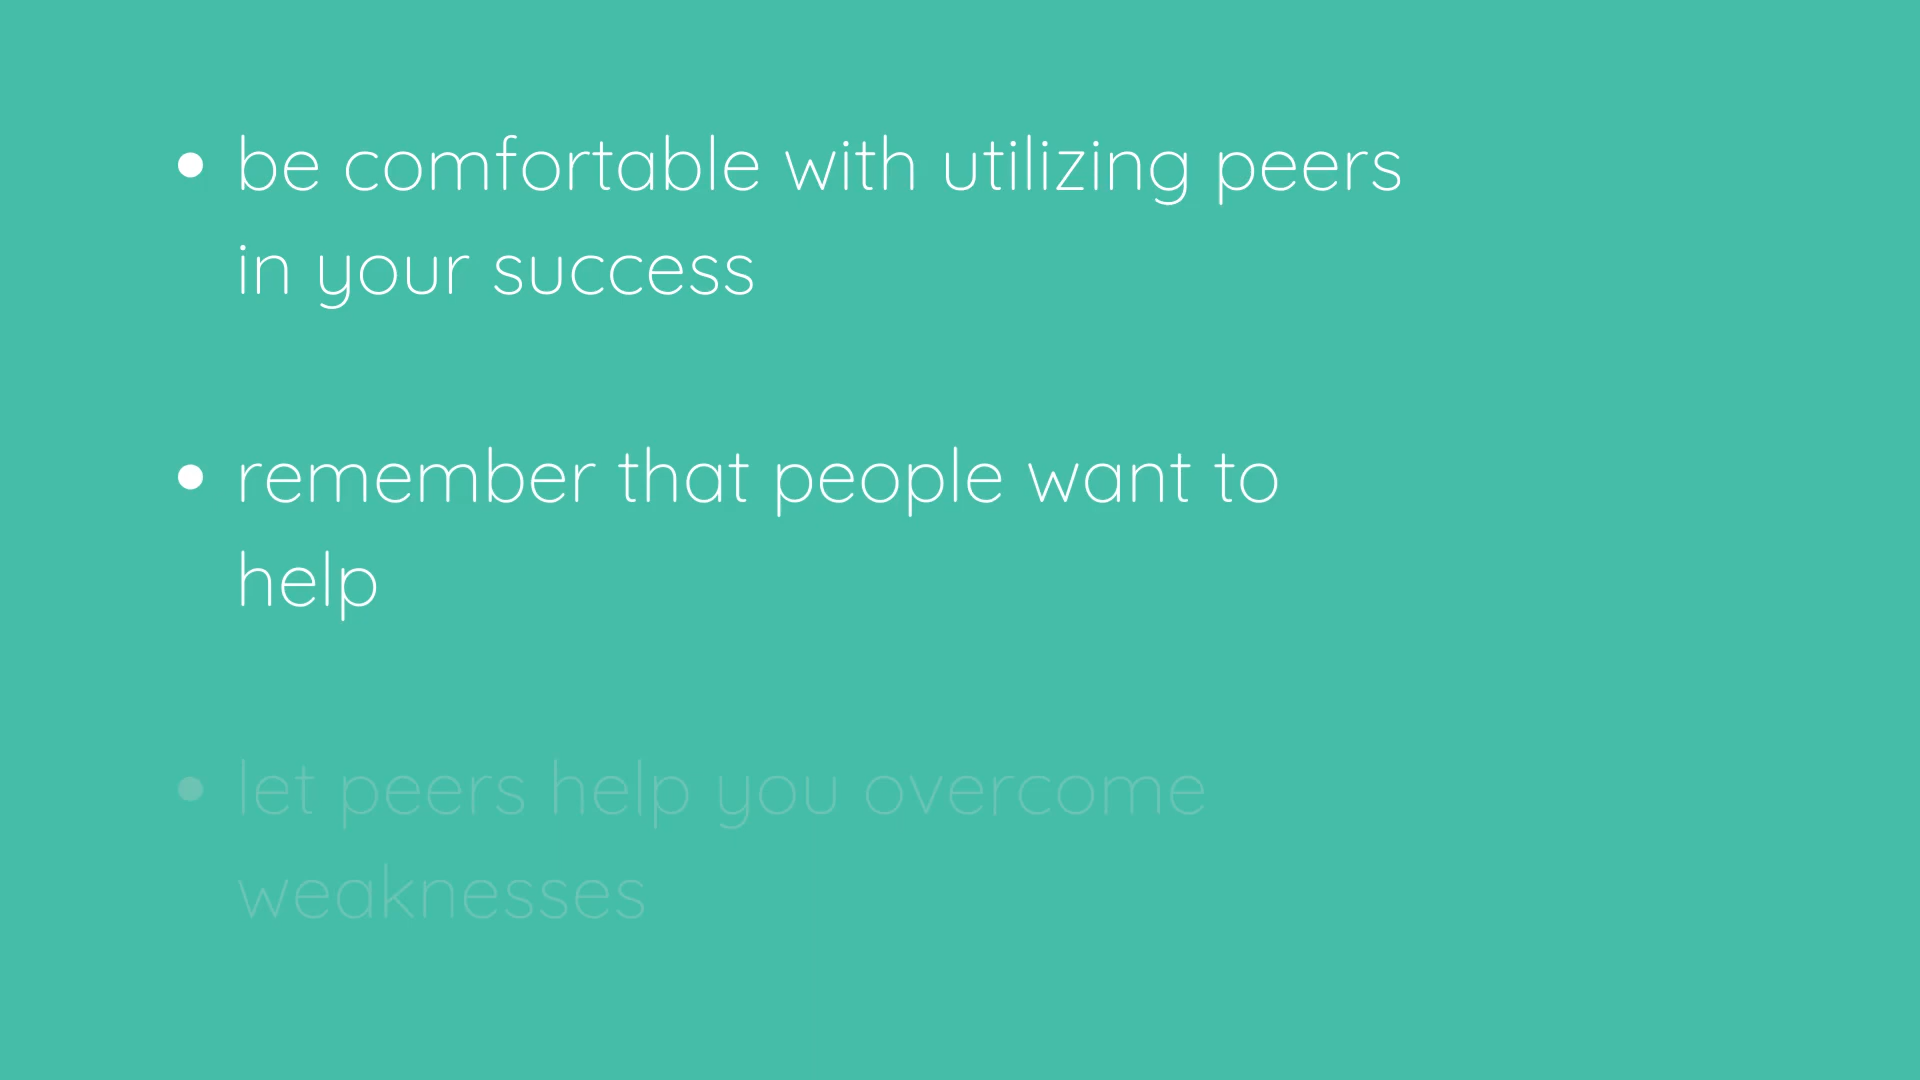 • be comfortable with utilizing peers
in your success
• remember that people want to
help
• let peers help you overcome
weaknesses